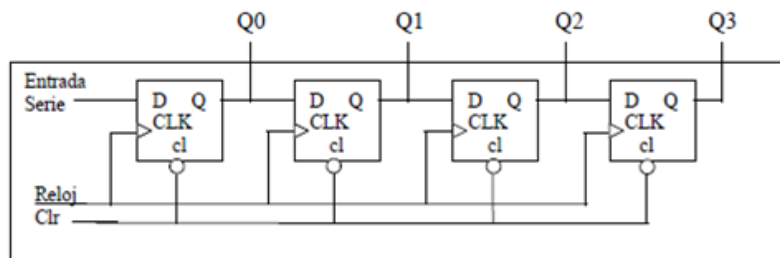 Q0 Q1 Q2 Q3
Entrada
Serie
D Q D Q D Q D Q
CLK CLK CLK CLK
cl cl cl cl
Reloj
Clr